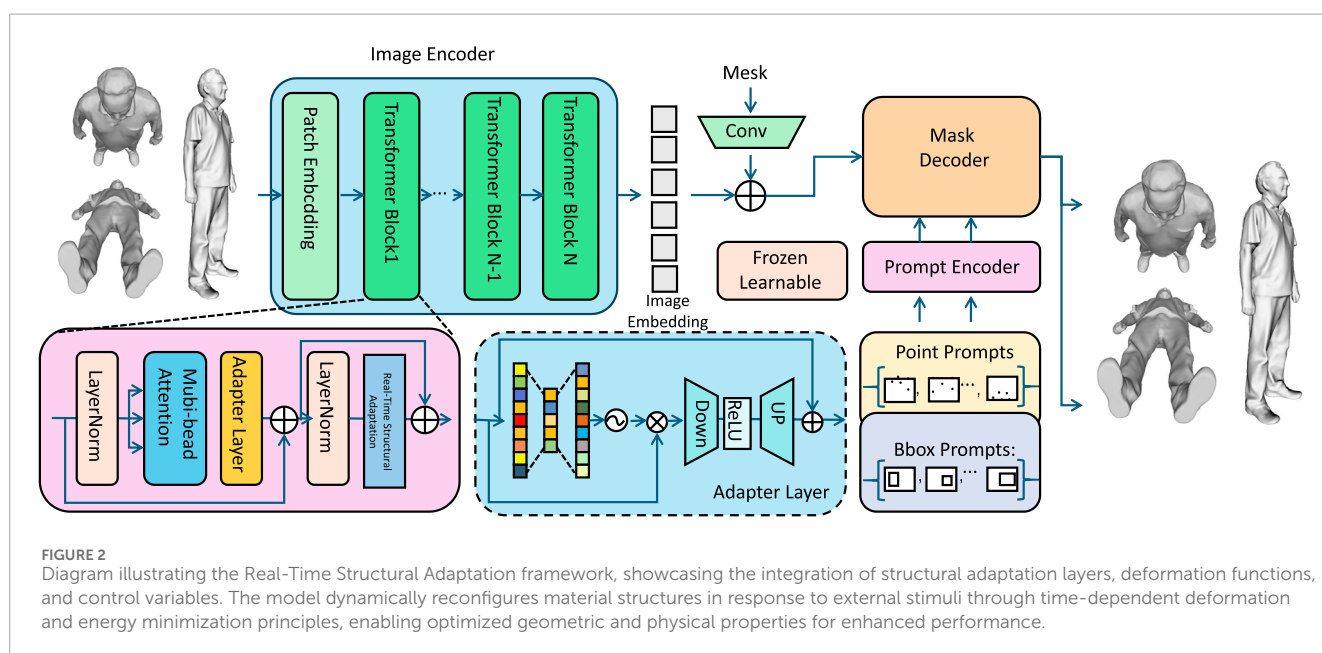 Image Encoder
Patch Embcdding
Transformer Block1
...
Transformer Block N-1
Transformer Block N
Image
Embedding
Mesk
Conv
Mask
Decoder
Frozen
Learnable
Prompt Encoder
Point Prompts
, , ...
Bbox Prompts:
, , ...
LayerNorm
Mubi-bead
Attention
Adapter Layer
LayerNorm
Real-Time Structural
Adaptation
Down
ReLU
UP
Adapter Layer
FIGURE 2
Diagram illustrating the Real-Time Structural Adaptation framework, showcasing the integration of structural adaptation layers, deformation functions,
and control variables. The model dynamically reconfigures material structures in response to external stimuli through time-dependent deformation
and energy minimization principles, enabling optimized geometric and physical properties for enhanced performance.